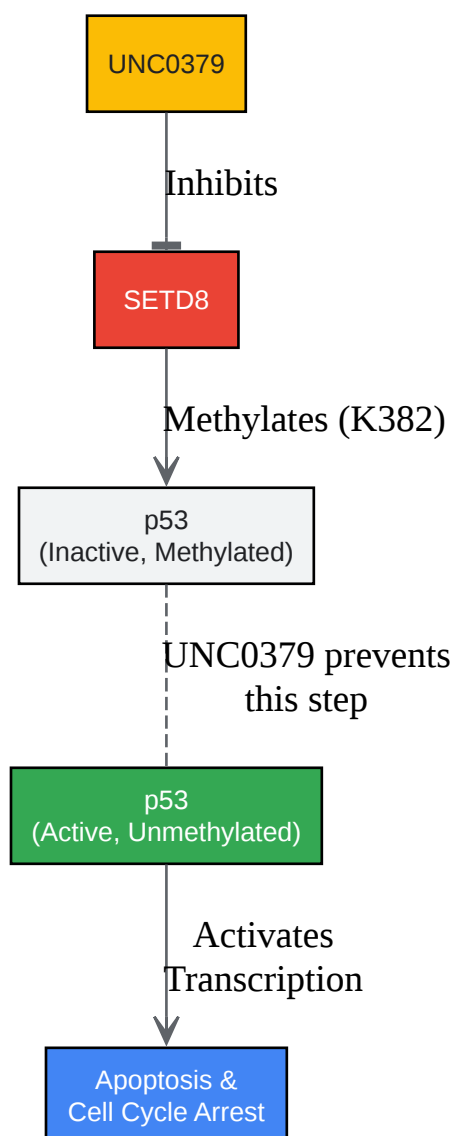 UNC0379
Inhibits
SETD8
Methylates (K382)
p53
(Inactive, Methylated)
UNC0379 prevents
this step
p53
(Active, Unmethylated)
Activates
Transcription
Apoptosis &
Cell Cycle Arrest